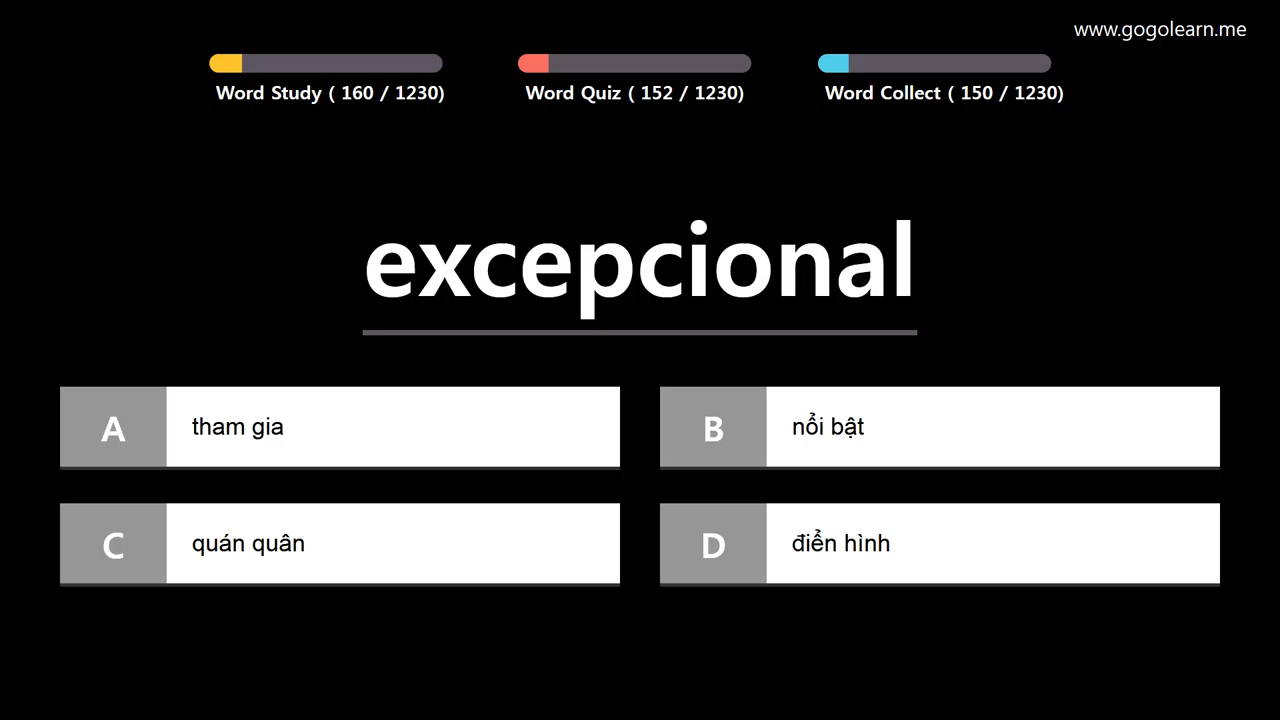 www.gogolearn.me
Word Study ( 160 / 1230)
Word Quiz ( 152 / 1230)
Word Collect ( 150 / 1230)
excepcional
A
tham gia
B
nổi bật
C
quán quân
D
điển hình